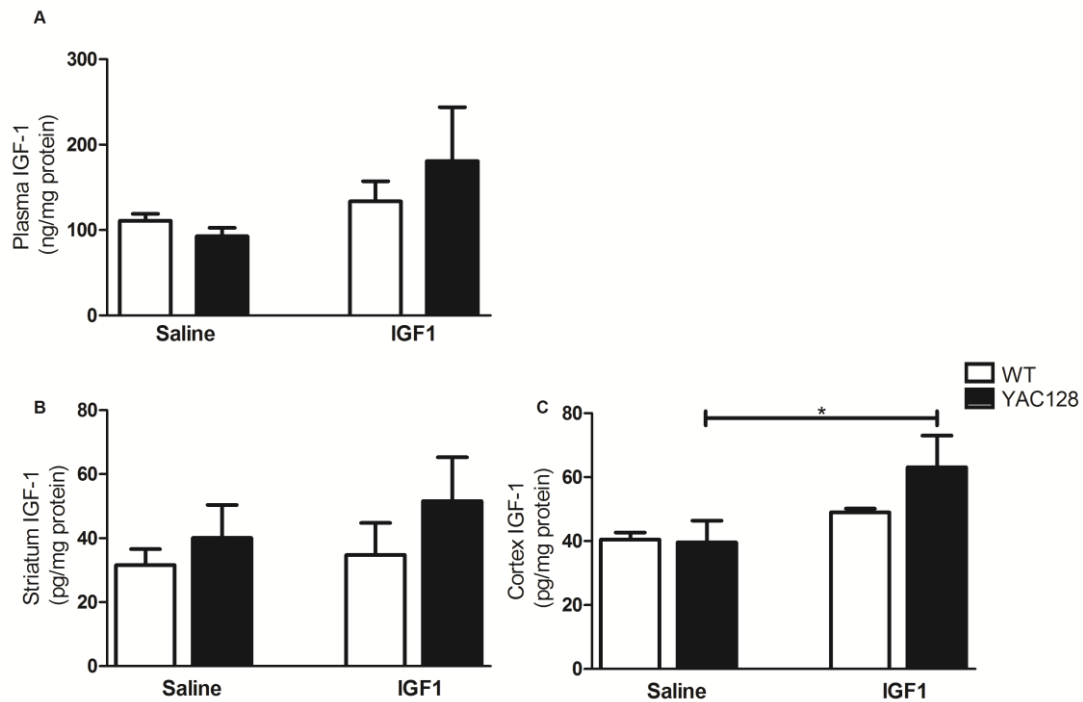 A
Plasma IGF-1
(ng/mg protein)
300
200
100
0
Saline
IGF1
WT
YAC128
B
Striatum IGF-1
(pg/mg protein)
80
60
40
20
0
Saline
IGF1
C
Cortex IGF-1
(pg/mg protein)
80
60
40
20
0
*
Saline
IGF1